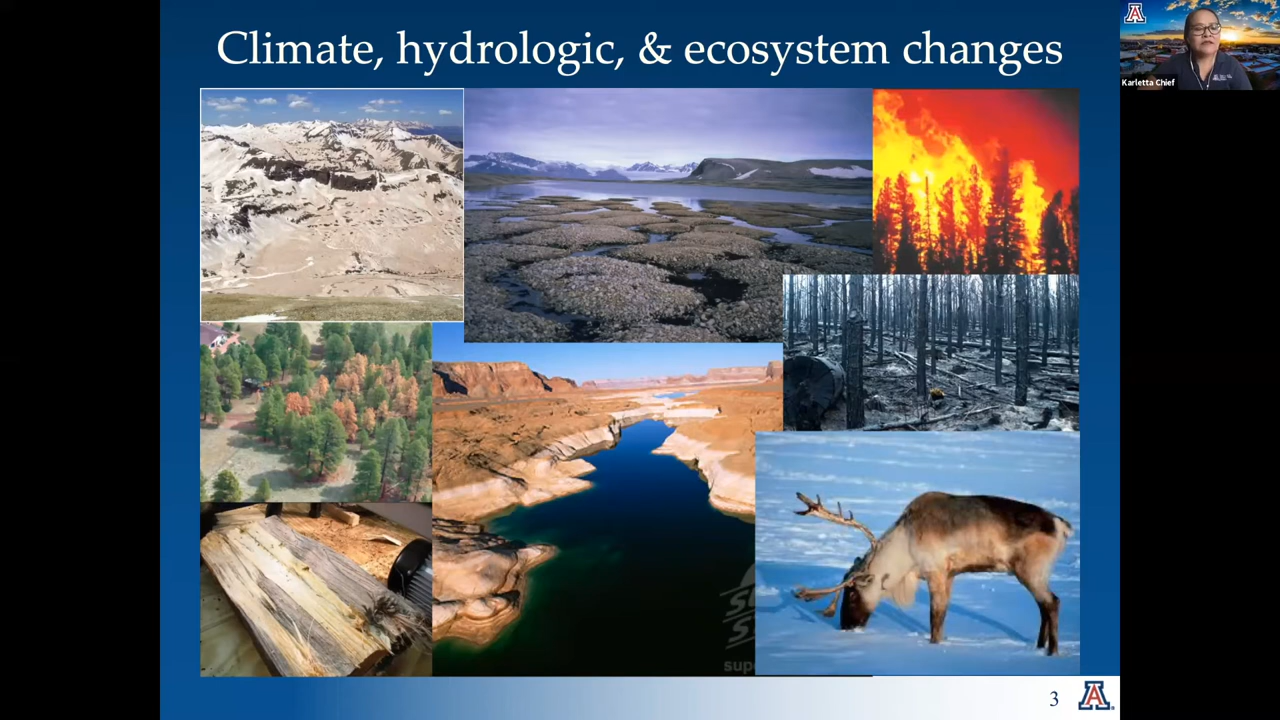 Climate, hydrologic, & ecosystem changes
A
Karletta Chief
3
A